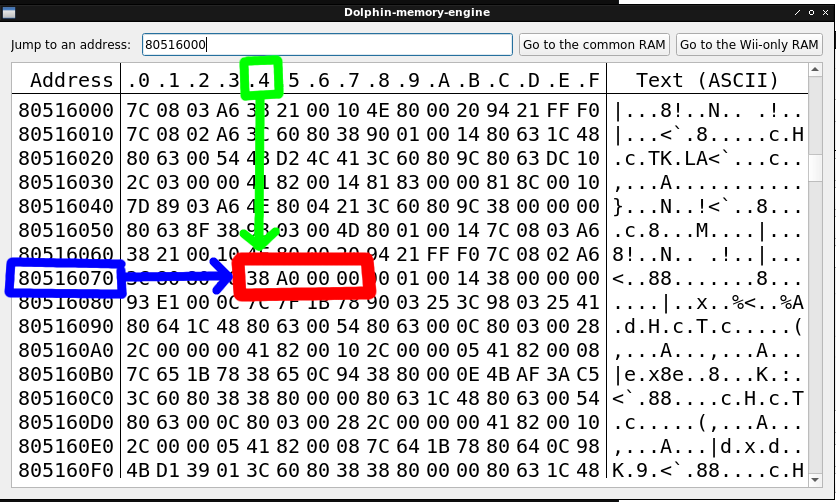 Dolphin-memory-engine
Jump to an address: 80516000 Go to the common RAM Go to the Wii-only RAM
Address .0 .1 .2 .3 .4 .5 .6 .7 .8 .9 .A .B .C .D .E .F Text (ASCII)
80516000 7C 08 03 A6 38 21 00 10 4E 80 00 20 94 21 FF F0 |...8!..N.. .!..
80516010 7C 08 02 A6 3C 60 80 38 90 01 00 14 80 63 1C 48 |...<`.8.....c.H
80516020 80 63 00 54 4B D2 4C 41 3C 60 80 9C 80 63 DC 10 .c.TK.LA<`...c..
80516030 2C 03 00 00 41 82 00 14 81 83 00 00 81 8C 00 10 ,...A...........
80516040 7D 89 03 A6 4E 80 04 21 3C 60 80 9C 38 00 00 00 }...N..!<`..8...
80516050 80 63 8F 38 98 03 00 4D 80 01 00 14 7C 08 03 A6 .c.8...M....|...
80516060 38 21 00 10 4E 80 00 20 94 21 FF F0 7C 08 02 A6 8!..N.. .!..|...
80516070 38 A0 00 00 90 01 00 14 38 00 00 00 <..88.......8...
80516080 93 E1 00 0C 7C 7F 1B 78 90 03 25 3C 98 03 25 41 ....|..x..%<..%A
80516090 80 64 1C 48 80 63 00 54 80 63 00 0C 80 03 00 28 .d.H.c.T.c.....(
805160A0 2C 00 00 00 41 82 00 10 2C 00 00 05 41 82 00 08 ,...A...,...A...
805160B0 7C 65 1B 78 38 65 0C 94 38 80 00 0E 4B AF 3A C5 |e.x8e..8...K.:.
805160C0 3C 60 80 38 38 80 00 00 80 63 1C 48 80 63 00 54 <`.88....c.H.c.T
805160D0 80 63 00 0C 80 03 00 28 2C 00 00 00 41 82 00 10 .c.....(,...A...
805160E0 2C 00 00 05 41 82 00 08 7C 64 1B 78 80 64 0C 98 ,...A...|d.x.d..
805160F0 4B D1 39 01 3C 60 80 38 38 80 00 00 80 63 1C 48 K.9.<`.88....c.H